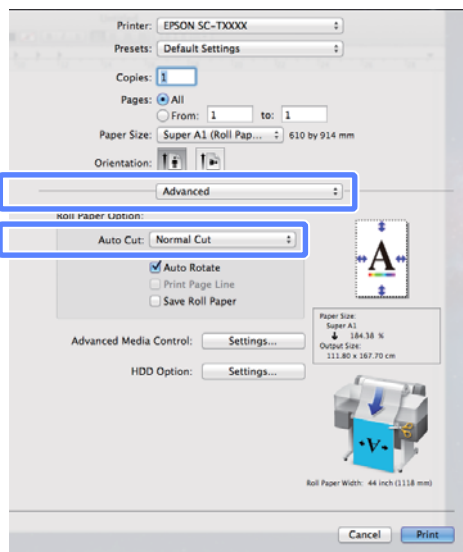 Printer: EPSON SC-TXXXX
Presets: Default Settings
Copies: 1
Pages: All
From: 1 to: 1
Paper Size: Super A1 (Roll Pap... 610 by 914 mm
Orientation:
Advanced
Roll Paper Option:
Auto Cut: Normal Cut
Auto Rotate
Print Page Line
Save Roll Paper
A
Paper Size:
Super A1
184.38 %
Output Size:
111.80 x 167.70 cm
Advanced Media Control: Settings...
HDD Option: Settings...
A
Roll Paper Width: 44 inch (1118 mm)
Cancel Print